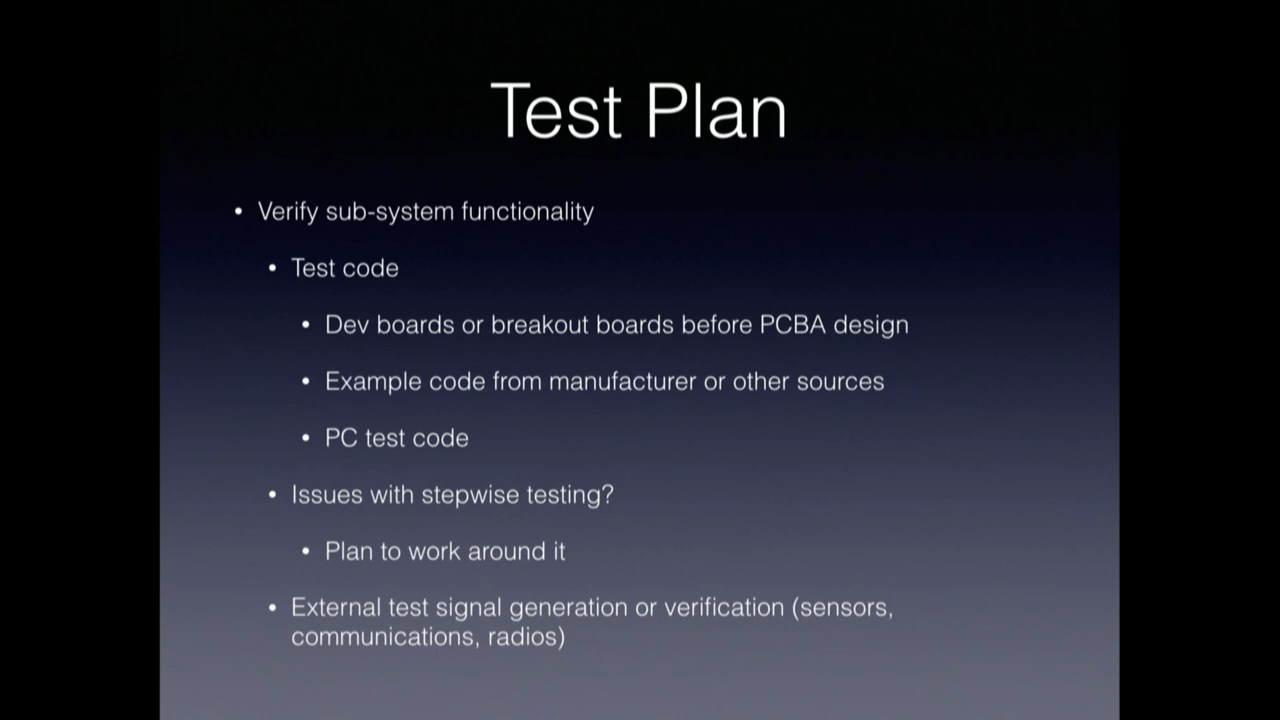 Test Plan
• Verify sub-system functionality
• Test code
• Dev boards or breakout boards before PCBA design
• Example code from manufacturer or other sources
• PC test code
• Issues with stepwise testing?
• Plan to work around it
• External test signal generation or verification (sensors,
communications, radios)